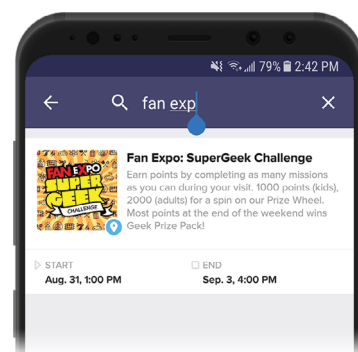 79% 2:42 PM
fan exp
FAN EXPO
SUPER
GEEK
CHALLENGE
Fan Expo: SuperGeek Challenge
Earn points by completing as many missions
as you can during your visit. 1000 points (kids),
2000 (adults) for a spin on our Prize Wheel.
Most points at the end of the weekend wins
Geek Prize Pack!
START END
Aug. 31, 1:00 PM Sep. 3, 4:00 PM